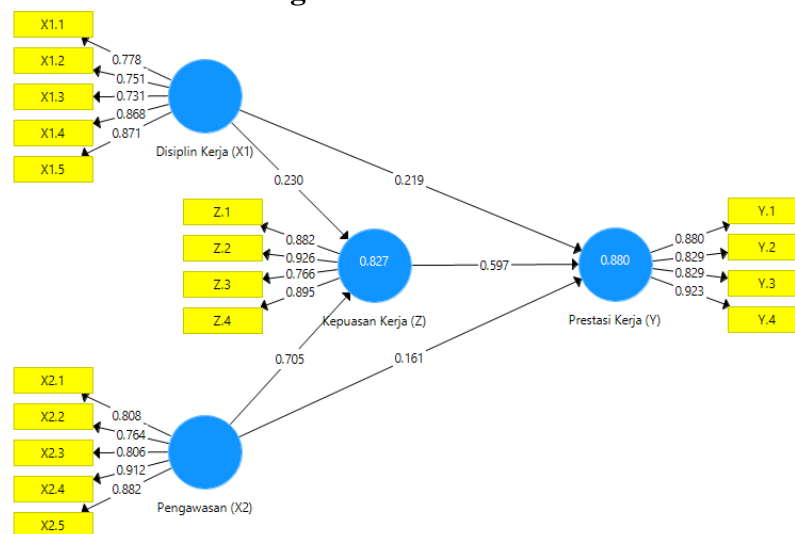 X1.1
X1.2
X1.3
X1.4
X1.5
0.778
0.751
0.731
0.868
0.871
Disiplin Kerja (X1)
0.230
0.219
Z.1
Z.2
Z.3
Z.4
0.882
0.926
0.766
0.895
0.827
Kepuasan Kerja (Z)
0.597
0.880
Prestasi Kerja (Y)
0.880
0.829
0.829
0.923
Y.1
Y.2
Y.3
Y.4
0.705
0.161
X2.1
X2.2
X2.3
X2.4
X2.5
0.808
0.764
0.806
0.912
0.882
Pengawasan (X2)